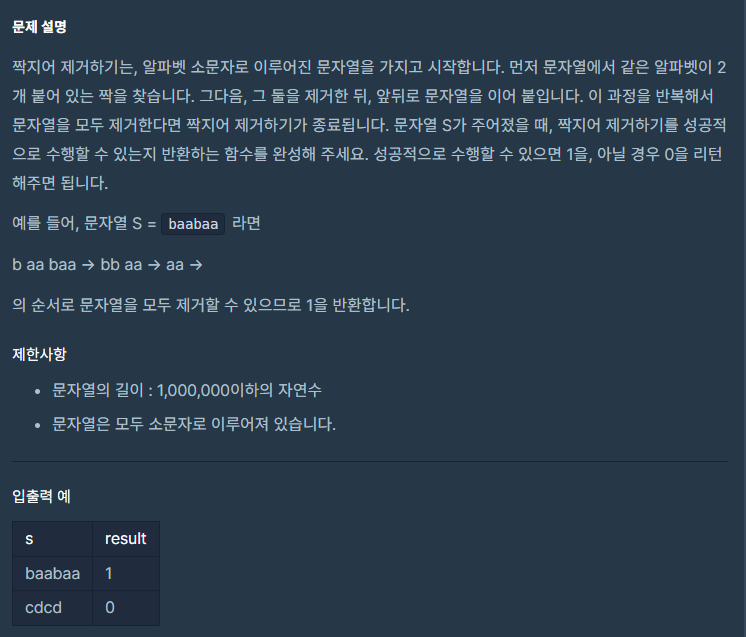 문제 설명
짝지어 제거하기는, 알파벳 소문자로 이루어진 문자열을 가지고 시작합니다. 먼저 문자열에서 같은 알파벳이 2
개 붙어 있는 짝을 찾습니다. 그다음, 그 둘을 제거한 뒤, 앞뒤로 문자열을 이어 붙입니다. 이 과정을 반복해서
문자열을 모두 제거한다면 짝지어 제거하기가 종료됩니다. 문자열 S가 주어졌을 때, 짝지어 제거하기를 성공적
으로 수행할 수 있는지 반환하는 함수를 완성해 주세요. 성공적으로 수행할 수 있으면 1을, 아닐 경우 0을 리턴
해주면 됩니다.
예를 들어, 문자열 S = baabaa 라면
b aa baa → bb aa → aa →
의 순서로 문자열을 모두 제거할 수 있으므로 1을 반환합니다.
제한사항
• 문자열의 길이 : 1,000,000이하의 자연수
• 문자열은 모두 소문자로 이루어져 있습니다.
입출력 예
s result
baabaa 1
cdcd 0